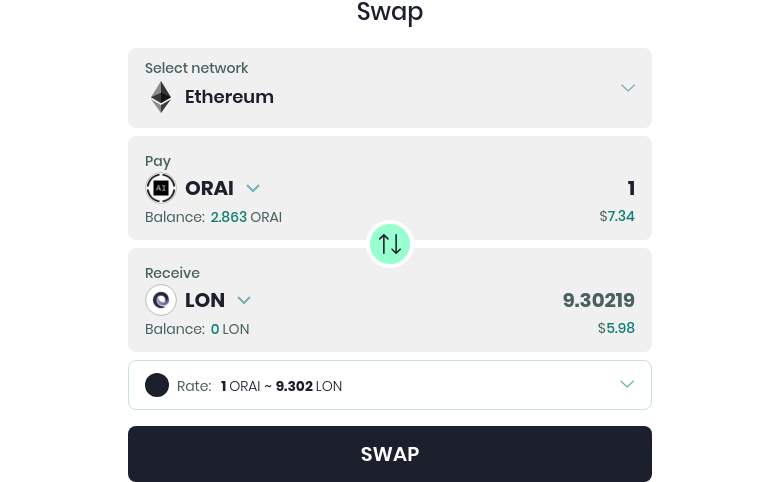 Swap
Select network
Ethereum
Pay
AI
ORAI
1
Balance: 2.863 ORAI
$7.34
Receive
LON
9.30219
Balance: 0 LON
$5.98
Rate: 1 ORAI ~ 9.302 LON
SWAP